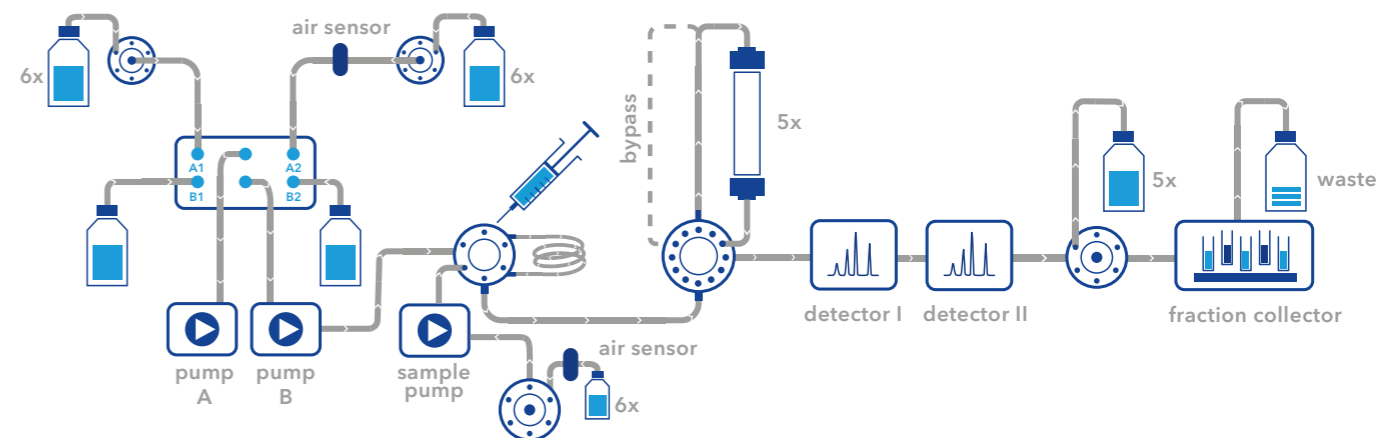 air sensor
6x
6x
A1
A2
B1
B2
bypass
5x
5x
waste
detector I
detector II
fraction collector
air sensor
pump
A
pump
B
sample
pump
6x